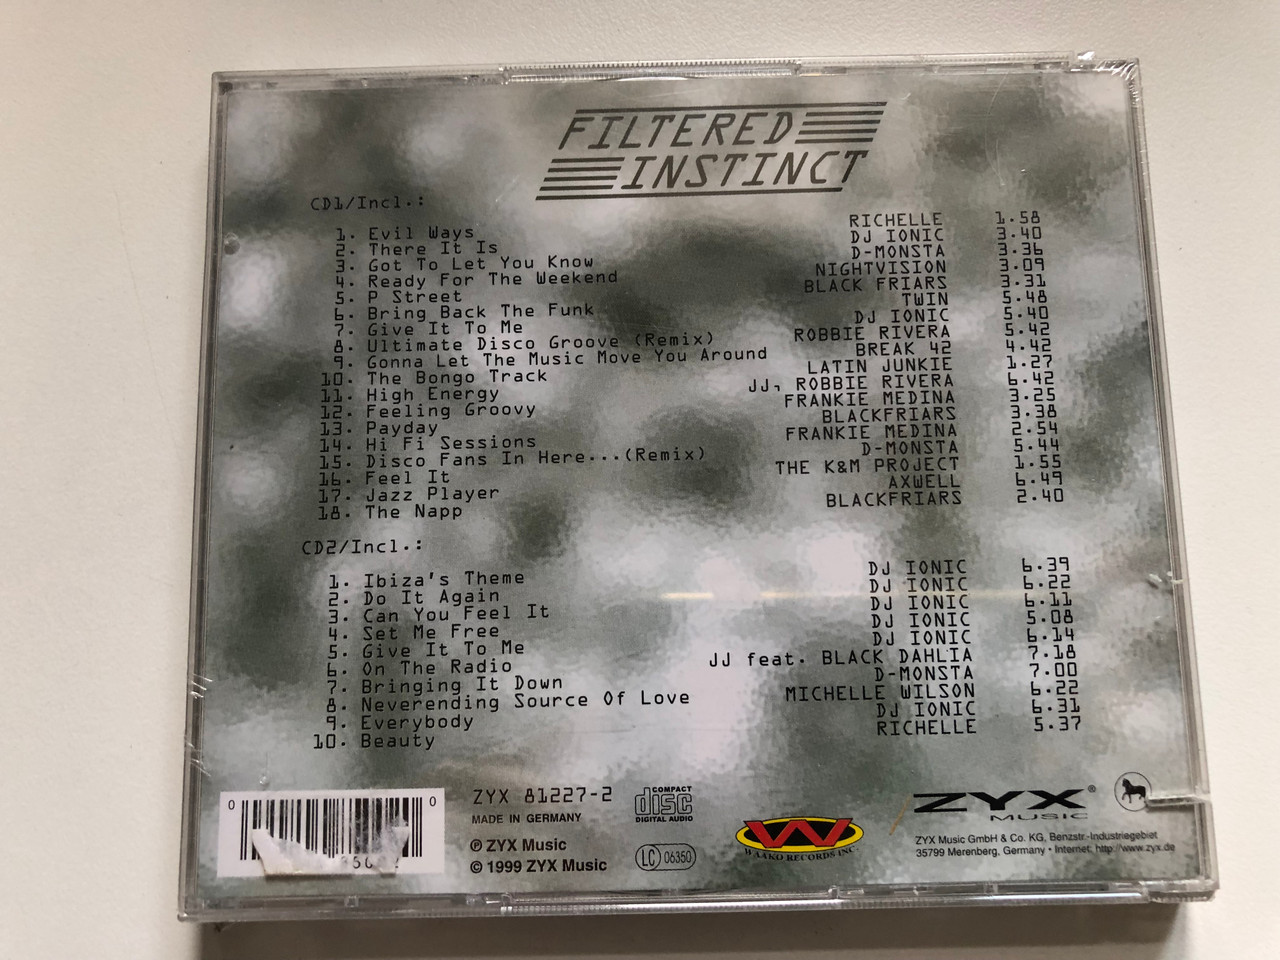 FILTERED
INSTINCT
CD1/Incl.:
1. Evil Ways RICHELLE 1.58
2. There It Is DJ IONIC 3.40
3. Got To Let You Know D-MONSTA 3.36
4. Ready For The Weekend NIGHTVISION 3.09
5. P Street BLACK FRIARS 3.31
6. Bring Back The Funk TWIN 5.48
7. Give It To Me DJ IONIC 5.40
8. Ultimate Disco Groove (Remix) ROBBIE RIVERA 5.42
9. Gonna Let The Music Move You Around BREAK 42 4.42
10. The Bongo Track LATIN JUNKIE 1.27
11. High Energy JJ, ROBBIE RIVERA 6.42
12. Feeling Groovy FRANKIE MEDINA 3.25
13. Payday BLACKFRIARS 3.38
14. Hi Fi Sessions FRANKIE MEDINA 2.54
15. Disco Fans In Here...(Remix) D-MONSTA 5.44
16. Feel It THE K&M PROJECT 1.55
17. Jazz Player AXWELL 6.49
18. The Napp BLACKFRIARS 2.40
CD2/Incl.:
1. Ibiza's Theme DJ IONIC 6.39
2. Do It Again DJ IONIC 6.22
3. Can You Feel It DJ IONIC 6.11
4. Set Me Free DJ IONIC 5.08
5. Give It To Me DJ IONIC 6.14
6. On The Radio JJ feat. BLACK DAHLIA 7.18
7. Bringing It Down D-MONSTA 7.00
8. Neverending Source Of Love MICHELLE WILSON 6.22
9. Everybody DJ IONIC 6.31
10. Beauty RICHELLE 5.37
0 0
ZYX 81227-2
MADE IN GERMANY
℗ ZYX Music
© 1999 ZYX Music
COMPACT
disc
DIGITAL AUDIO
LC 06350
W
WAAKO RECORDS INC.
ZYX®
MUSIC
ZYX Music GmbH & Co. KG, Benzstr.-Industriegebiet
35799 Merenberg, Germany • Internet: http://www.zyx.de